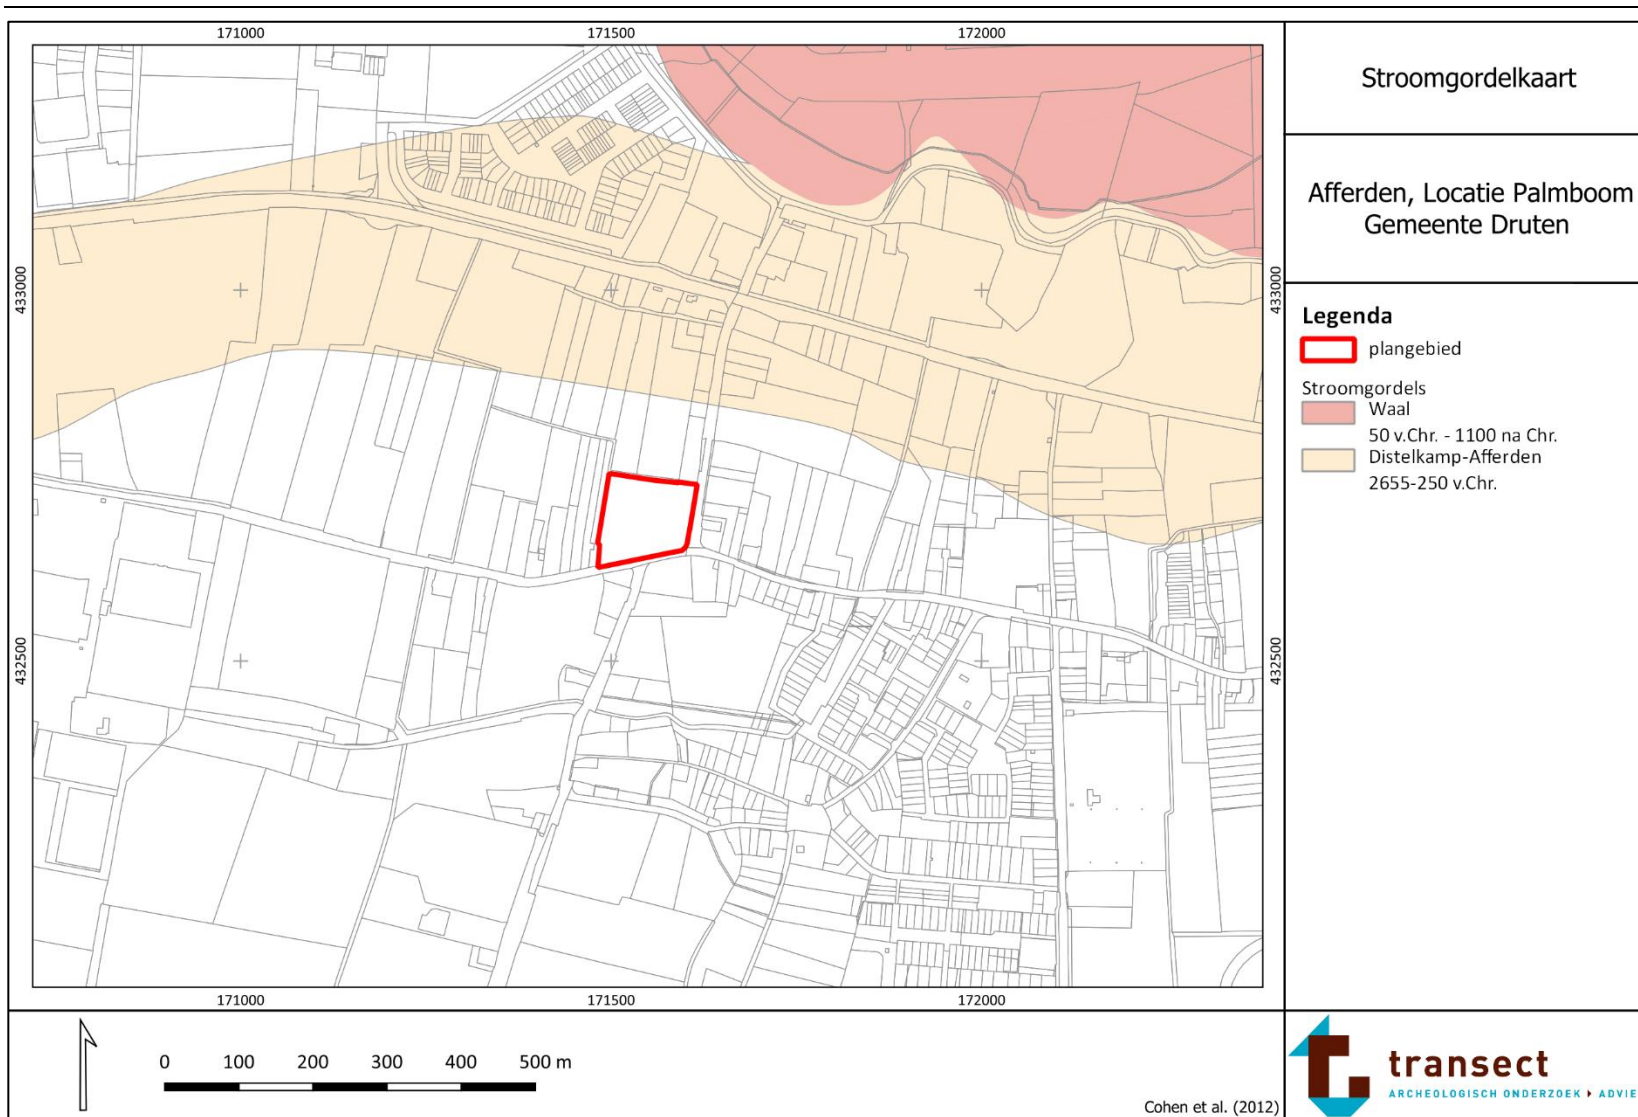 171000 171500 172000
433000 433000
432500 432500
171000 171500 172000
Stroomgordelkaart
Afferden, Locatie Palmboom
Gemeente Druten
Legenda
plangebied
Stroomgordels
Waal
50 v.Chr. - 1100 na Chr.
Distelkamp-Afferden
2655-250 v.Chr.
0 100 200 300 400 500 m
Cohen et al. (2012)
transect
ARCHEOLOGISCH ONDERZOEK ADVIE